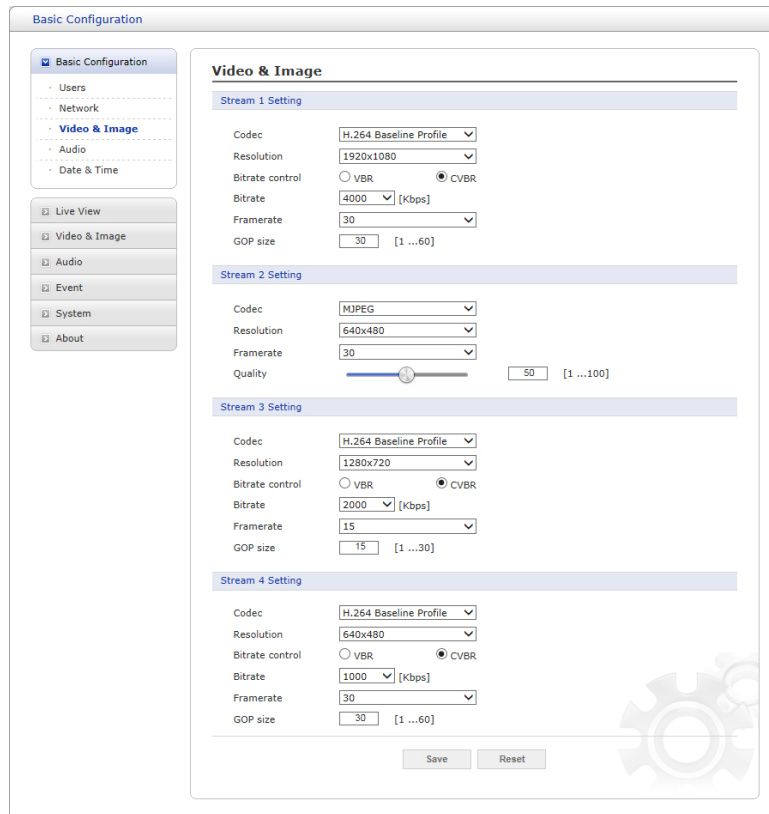 Basic Configuration
Basic Configuration
· Users
· Network
· Video & Image
· Audio
· Date & Time
Live View
Video & Image
Audio
Event
System
About
Video & Image
Stream 1 Setting
Codec H.264 Baseline Profile
Resolution 1920x1080
Bitrate control VBR CVBR
Bitrate 4000 [Kbps]
Framerate 30
GOP size 30 [1 ...60]
Stream 2 Setting
Codec MJPEG
Resolution 640x480
Framerate 30
Quality 50 [1 ...100]
Stream 3 Setting
Codec H.264 Baseline Profile
Resolution 1280x720
Bitrate control VBR CVBR
Bitrate 2000 [Kbps]
Framerate 15
GOP size 15 [1 ...30]
Stream 4 Setting
Codec H.264 Baseline Profile
Resolution 640x480
Bitrate control VBR CVBR
Bitrate 1000 [Kbps]
Framerate 30
GOP size 30 [1 ...60]
Save Reset